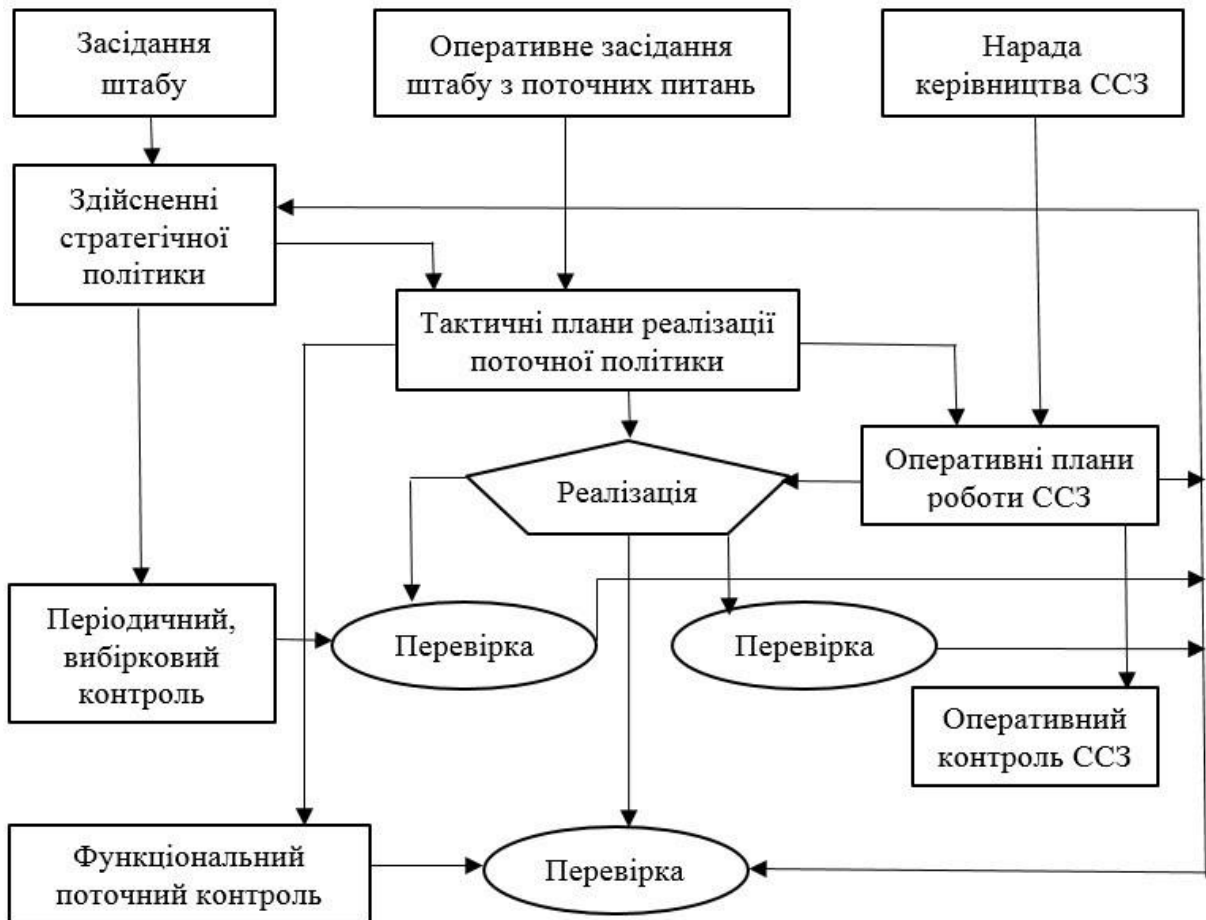 Засідання
штабу
Оперативне засідання
штабу з поточних питань
Нарада
керівництва ССЗ
Здійсненні
стратегічної
політики
Тактичні плани реалізації
поточної політики
Реалізація
Оперативні плани
роботи ССЗ
Періодичний,
вибірковий
контроль
Перевірка
Перевірка
Оперативний
контроль ССЗ
Функціональний
поточний контроль
Перевірка